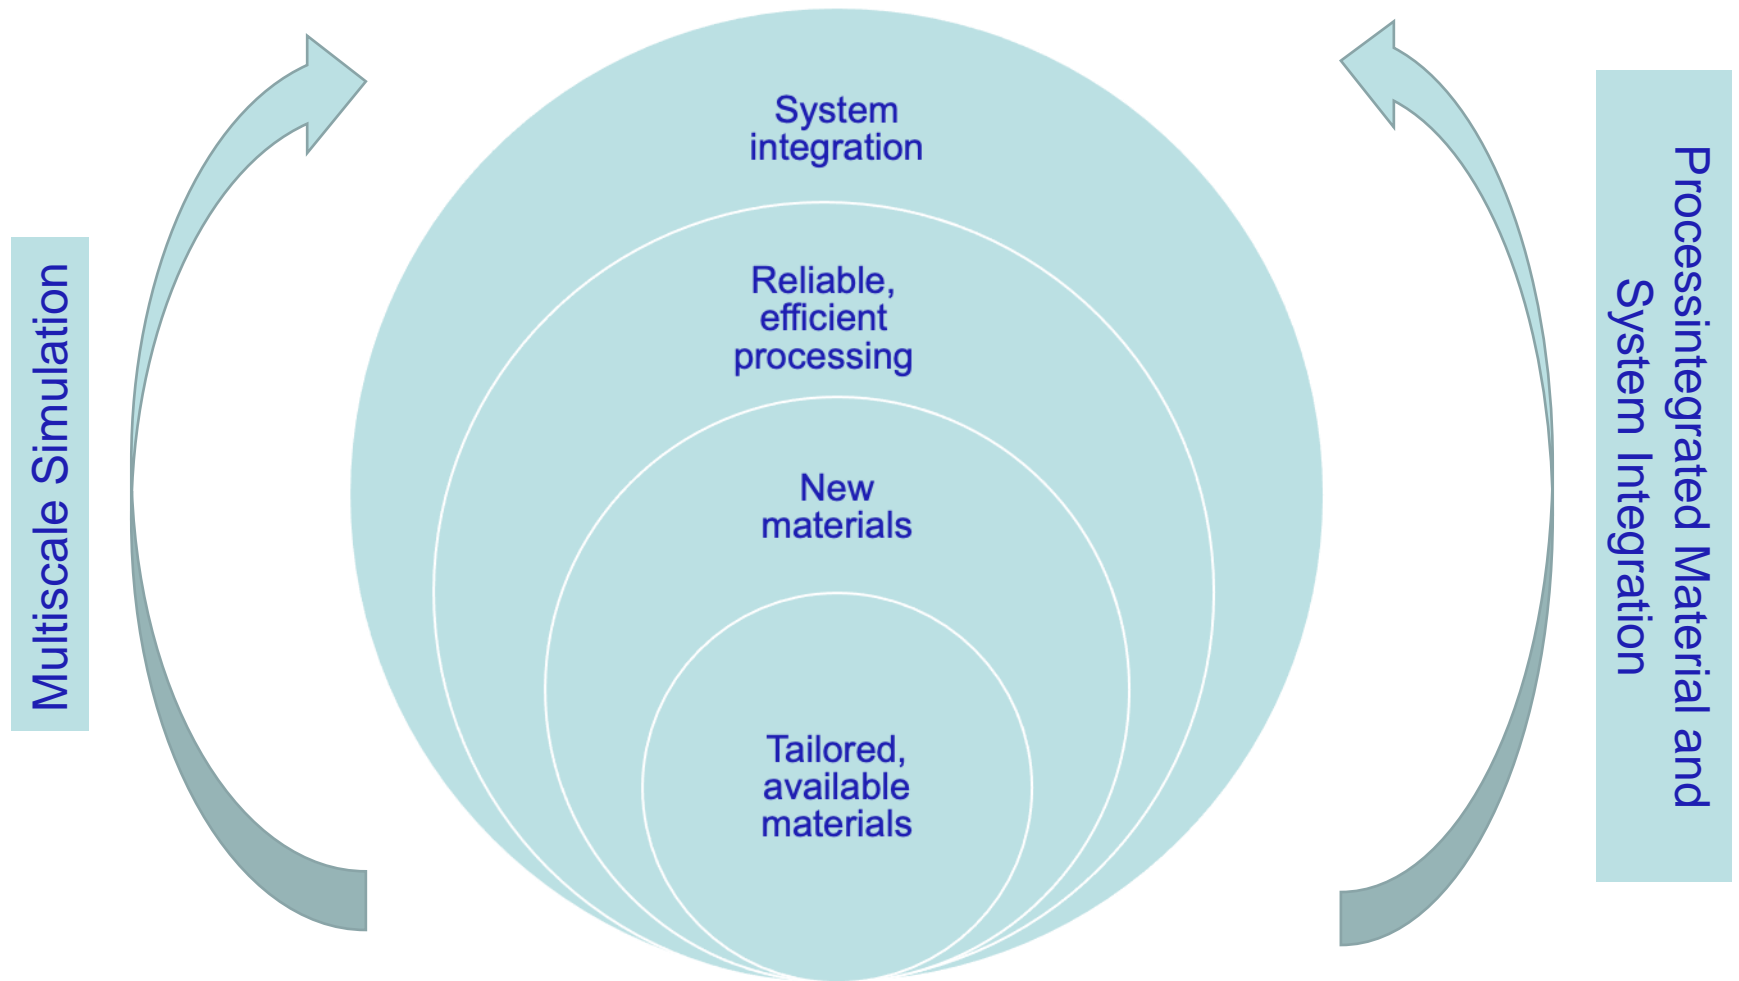 Multiscale Simulation
System
integration
Reliable,
efficient
processing
New
materials
Tailored,
available
materials
Processintegrated Material and
System Integration